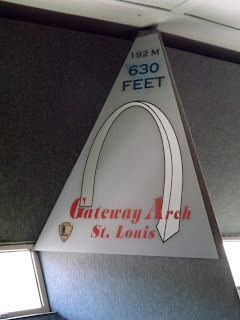 192 M
630
FEET
Gateway Arch
St. Louis